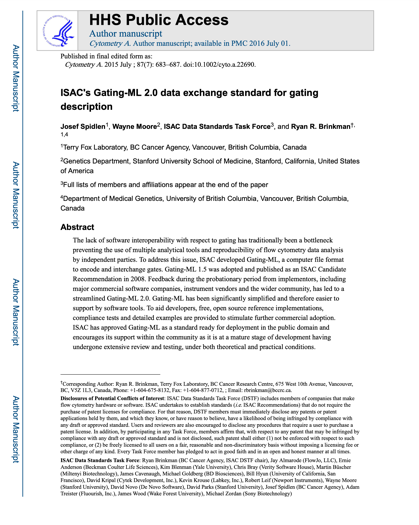 HHS Public Access
Author manuscript
Cytometry A. Author manuscript; available in PMC 2016 July 01.
Published in final edited form as:
Cytometry A. 2015 July ; 87(7): 683–687. doi:10.1002/cyto.a.22690.
ISAC's Gating-ML 2.0 data exchange standard for gating
description
Josef Spidlen1, Wayne Moore2, ISAC Data Standards Task Force3, and Ryan R. Brinkman†,
1,4
1Terry Fox Laboratory, BC Cancer Agency, Vancouver, British Columbia, Canada
2Genetics Department, Stanford University School of Medicine, Stanford, California, United States
of America
3Full lists of members and affiliations appear at the end of the paper
4Department of Medical Genetics, University of British Columbia, Vancouver, British Columbia,
Canada
Abstract
The lack of software interoperability with respect to gating has traditionally been a bottleneck
preventing the use of multiple analytical tools and reproducibility of flow cytometry data analysis
by independent parties. To address this issue, ISAC developed Gating-ML, a computer file format
to encode and interchange gates. Gating-ML 1.5 was adopted and published as an ISAC Candidate
Recommendation in 2008. Feedback during the probationary period from implementors, including
major commercial software companies, instrument vendors and the wider community, has led to a
streamlined Gating-ML 2.0. Gating-ML has been significantly simplified and therefore easier to
support by software tools. To aid developers, free, open source reference implementations,
compliance tests and detailed examples are provided to stimulate further commercial adoption.
ISAC has approved Gating-ML as a standard ready for deployment in the public domain and
encourages its support within the community as it is at a mature stage of development having
undergone extensive review and testing, under both theoretical and practical conditions.
†Corresponding Author: Ryan R. Brinkman, Terry Fox Laboratory, BC Cancer Research Centre, 675 West 10th Avenue, Vancouver,
BC, V5Z 1L3, Canada, Phone: +1-604-675-8132, Fax: +1-604-877-0712, ; Email: rbrinkman@bccrc.ca.
Disclosures of Potential Conflicts of Interest: ISAC Data Standards Task Force (DSTF) includes members of companies that make
flow cytometry hardware or software. ISAC undertakes to establish standards (i.e. ISAC Recommendations) that do not require the
purchase of patent licenses for compliance. For that reason, DSTF members must immediately disclose any patents or patent
applications held by them, and which they know, or have reason to believe, have a likelihood of being infringed by compliance with
any draft or approved standard. Users and reviewers are also encouraged to disclose any procedures that require a user to purchase a
patent license. In addition, by participating in any Task Force, members affirm that, with respect to any patent that may be infringed by
compliance with any draft or approved standard and is not disclosed, such patent shall either (1) not be enforced with respect to such
compliance, or (2) be freely licensed to all users on a fair, reasonable and non-discriminatory basis without imposing a licensing fee or
other charge of any kind. Every Task Force member has pledged to act in good faith and in an open and honest manner at all times.
ISAC Data Standards Task Force: Ryan Brinkman (BC Cancer Agency, ISAC DSTF chair), Jay Almarode (FlowJo, LLC), Ernie
Anderson (Beckman Coulter Life Sciences), Kim Blenman (Yale University), Chris Bray (Verity Software House), Martin Büscher
(Miltenyi Biotechnology), James Cavenaugh, Michael Goldberg (BD Biosciences), Bill Hyun (University of California, San
Francisco), David Kripal (Cytek Development, Inc.), Kevin Krouse (Labkey, Inc.), Robert Leif (Newport Instruments), Wayne Moore
(Stanford University), David Novo (De Novo Software), David Parks (Stanford University), Josef Spidlen (BC Cancer Agency), Adam
Treister (Flourish, Inc.), James Wood (Wake Forest University), Michael Zordan (Sony Biotechnology)
Author Manuscript
Author Manuscript
Author Manuscript
Author Manuscript